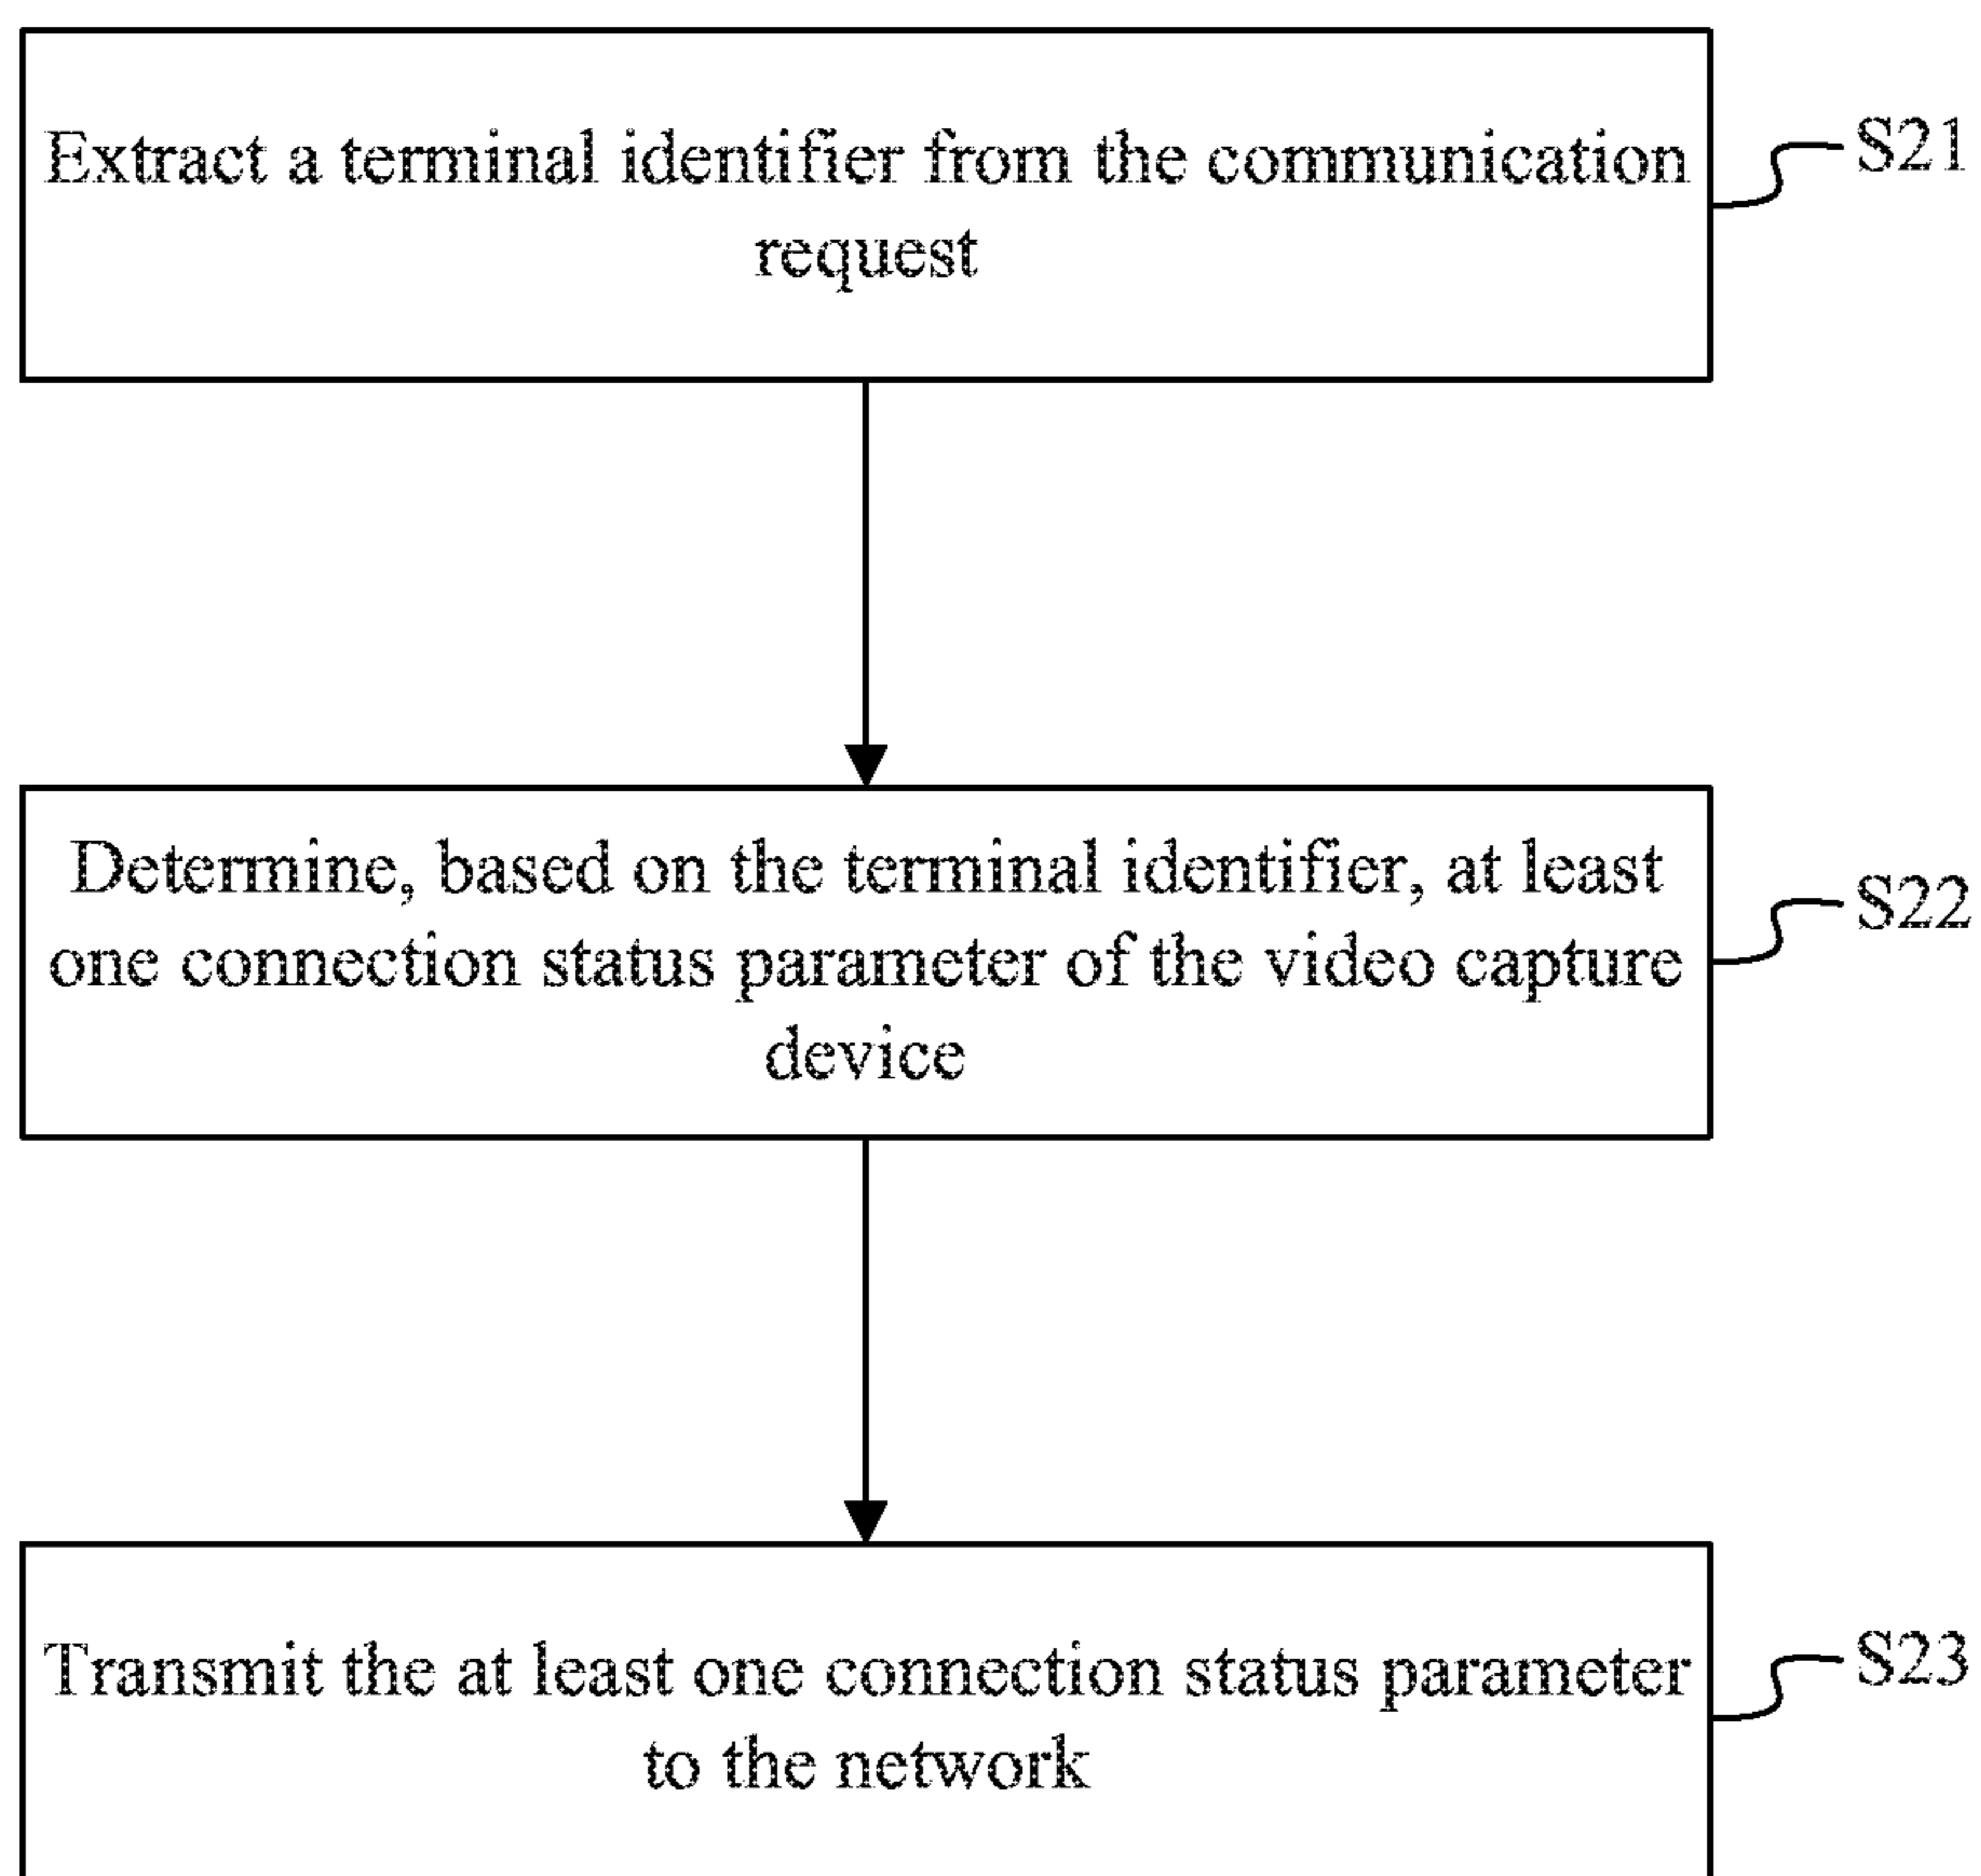 Extract a terminal identifier from the communication
request
S21
Determine, based on the terminal identifier, at least
one connection status parameter of the video capture
device
S22
Transmit the at least one connection status parameter
to the network
S23